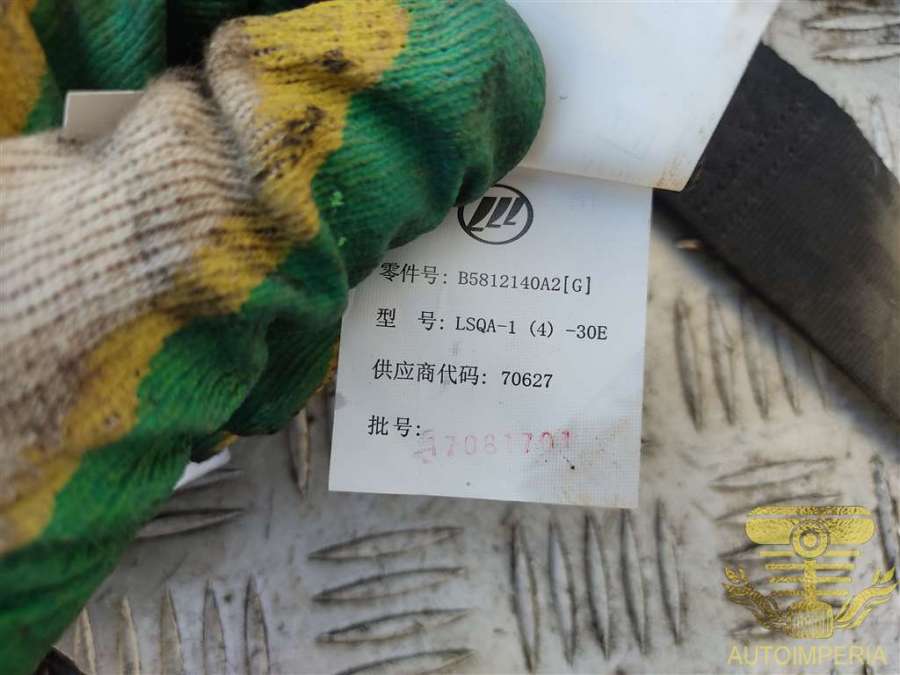 零件号: B5812140A2[G]
型 号: LSQA-1 (4) -30E
供应商代码: 70627
批号:
AUTOIMPERIA